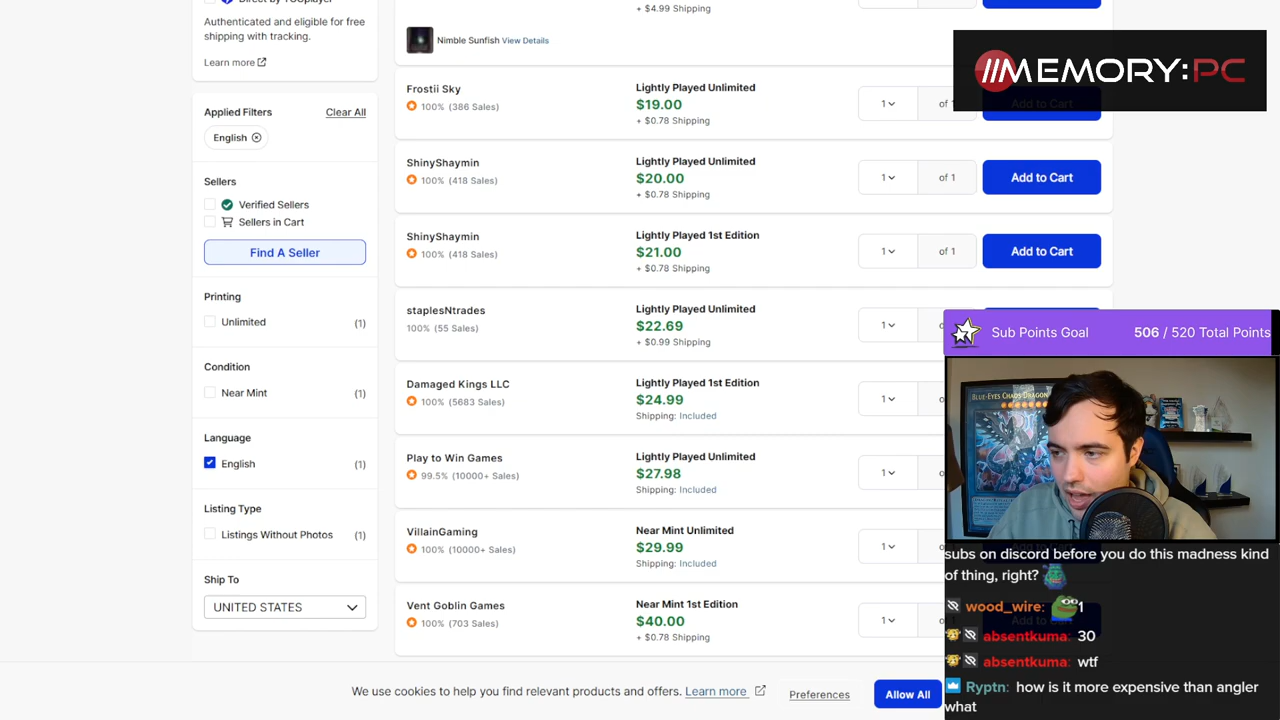 Authenticated and eligible for free
shipping with tracking.
Learn more
Applied Filters
Clear All
English
Sellers
Verified Sellers
Sellers in Cart
Find A Seller
Printing
Unlimited
(1)
Condition
Near Mint
(1)
Language
English
(1)
Listing Type
Listings Without Photos
(1)
Ship To
UNITED STATES
+ $4.99 Shipping
Nimble Sunfish View Details
Frostii Sky
100% (386 Sales)
Lightly Played Unlimited
$19.00
+ $0.78 Shipping
1
of 1
Add to Cart
ShinyShaymin
100% (418 Sales)
Lightly Played Unlimited
$20.00
+ $0.78 Shipping
1
of 1
Add to Cart
ShinyShaymin
100% (418 Sales)
Lightly Played 1st Edition
$21.00
+ $0.78 Shipping
1
of 1
Add to Cart
staplesNtrades
100% (55 Sales)
Lightly Played Unlimited
$22.69
+ $0.99 Shipping
1
Damaged Kings LLC
100% (5683 Sales)
Lightly Played 1st Edition
$24.99
Shipping: Included
1
Play to Win Games
99.5% (10000+ Sales)
Lightly Played Unlimited
$27.98
Shipping: Included
1
VillainGaming
100% (10000+ Sales)
Near Mint Unlimited
$29.99
Shipping: Included
1
Vent Goblin Games
100% (703 Sales)
Near Mint 1st Edition
$40.00
+ $0.78 Shipping
1
Add to Cart
We use cookies to help you find relevant products and offers. Learn more
Preferences
Allow All
MEMORY:PC
Sub Points Goal
506 / 520 Total Points
BLUE-EYES CHAOS DRAGON
subs on discord before you do this madness kind
of thing, right?
wood_wire: 1
absentkuma: 30
absentkuma: wtf
Ryptn: how is it more expensive than angler
what